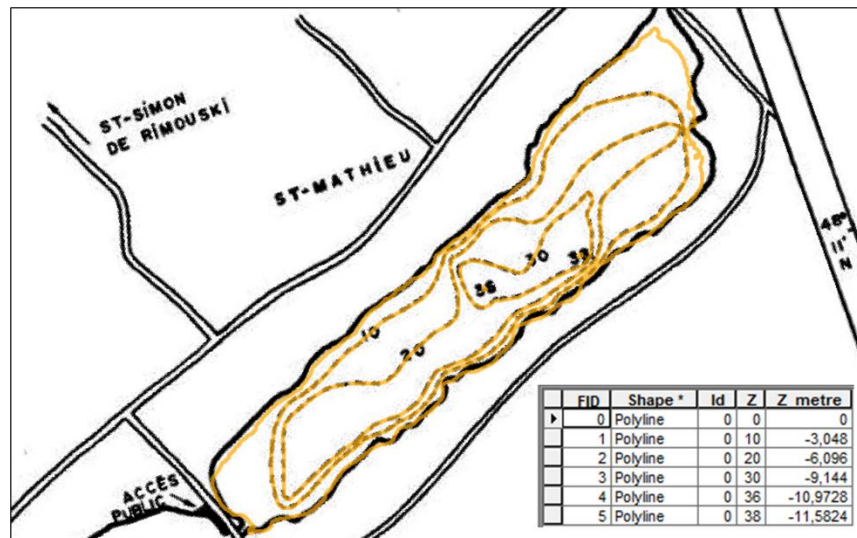 ST-SIMON
DE RIMOUSKI
ST-MATHIEU
48°
11'
N
30
38
36
10
20
ACCÈS
PUBLIC
FID Shape * Id Z Z_metre
0 Polyline 0 0 0
1 Polyline 0 10 -3,048
2 Polyline 0 20 -6,096
3 Polyline 0 30 -9,144
4 Polyline 0 36 -10,9728
5 Polyline 0 38 -11,5824